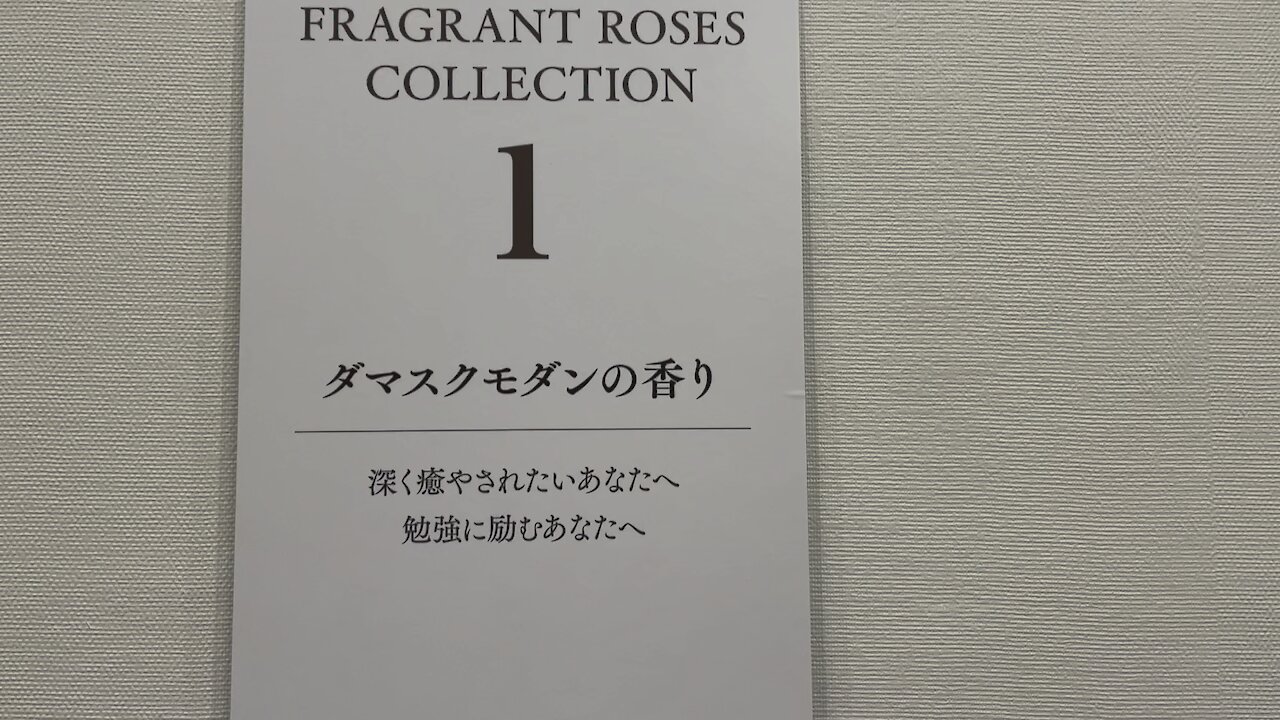 FRAGRANT ROSES
COLLECTION
1
ダマスクモダンの香り
深く癒やされたいあなたへ
勉強に励むあなたへ